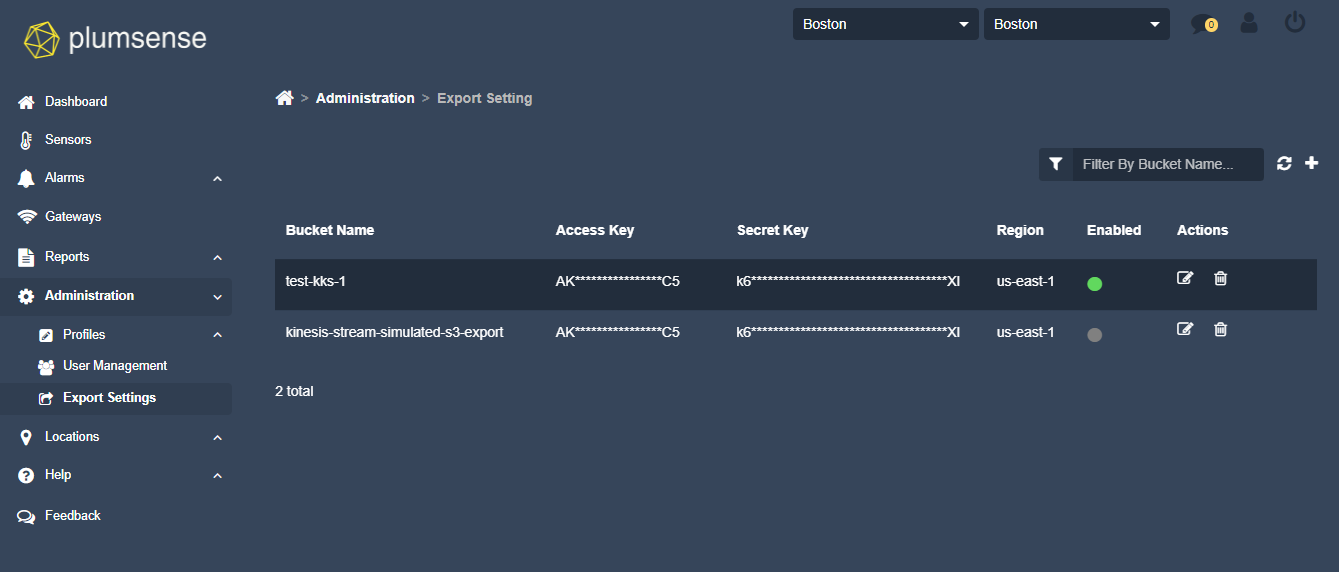 plumsense
Boston
Boston
0
Dashboard
Sensors
Alarms
Gateways
Reports
Administration
Profiles
User Management
Export Settings
Locations
Help
Feedback
> Administration > Export Setting
Filter By Bucket Name...
Bucket Name Access Key Secret Key Region Enabled Actions
test-kks-1 AK****************C5 k6************************************XI us-east-1
kinesis-stream-simulated-s3-export AK****************C5 k6************************************XI us-east-1
2 total